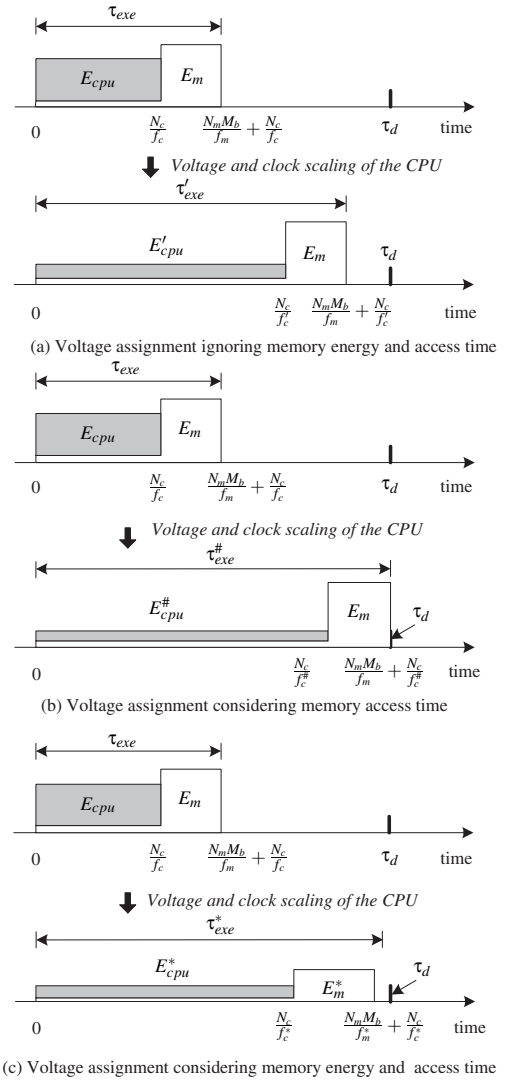 τexe
Ecpu Em
0 Nc/fc NmMb/fm + Nc/fc τd time
Voltage and clock scaling of the CPU
τ′exe
E′cpu Em τd
0 Nc/f′c NmMb/fm + Nc/f′c time
(a) Voltage assignment ignoring memory energy and access time
τexe
Ecpu Em
0 Nc/fc NmMb/fm + Nc/fc τd time
Voltage and clock scaling of the CPU
τ#exe
E#cpu Em τd
0 Nc/f#c NmMb/fm + Nc/f#c time
(b) Voltage assignment considering memory access time
τexe
Ecpu Em
0 Nc/fc NmMb/fm + Nc/fc τd time
Voltage and clock scaling of the CPU
τ*exe
E*cpu E*m τd
0 Nc/f*c NmMb/f*m + Nc/f*c time
(c) Voltage assignment considering memory energy and access time